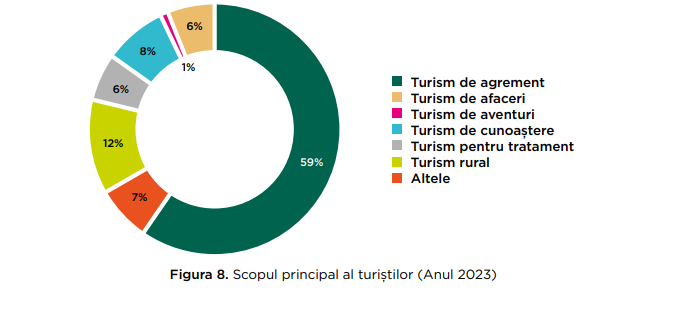 6%
8%
1%
6%
12%
59%
7%
Turism de agrement
Turism de afaceri
Turism de aventuri
Turism de cunoaștere
Turism pentru tratament
Turism rural
Altele
Figura 8. Scopul principal al turiștilor (Anul 2023)